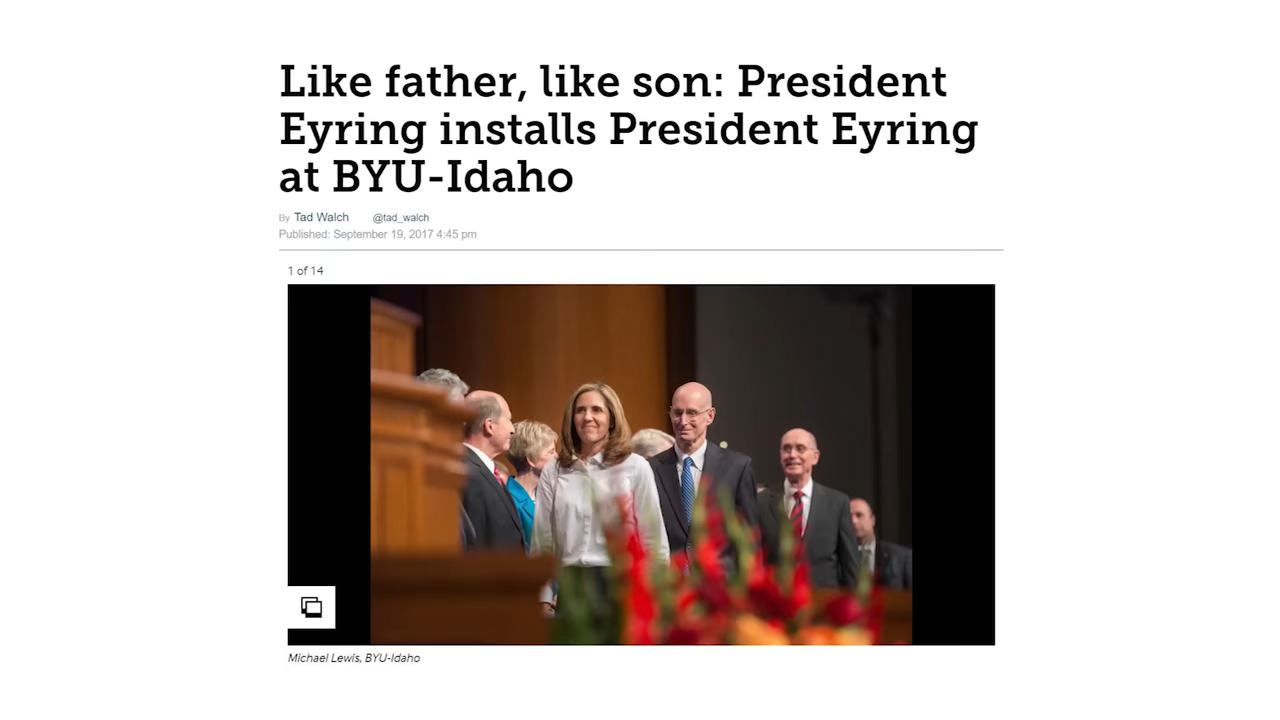 Like father, like son: President
Eyring installs President Eyring
at BYU-Idaho
By Tad Walch @tad_walch
Published: September 19, 2017 4:45 pm
1 of 14
Michael Lewis, BYU-Idaho